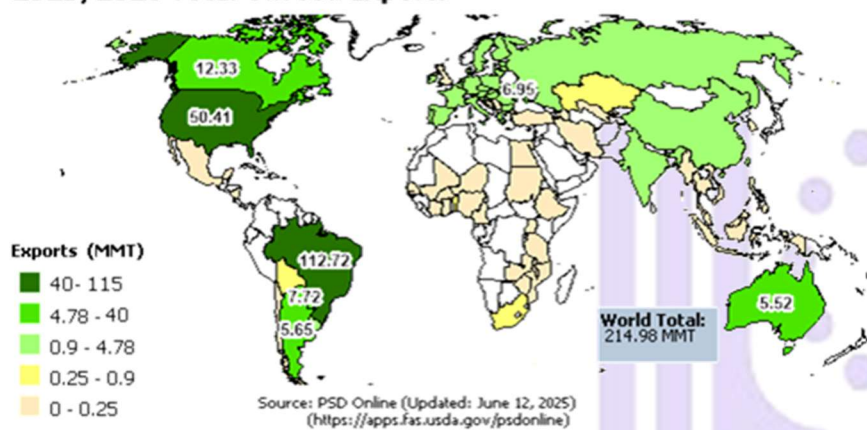 12.33
6.95
50.41
112.72
7.72
5.65
5.52
Exports (MMT)
40- 115
4.78 - 40
0.9 - 4.78
0.25 - 0.9
0 - 0.25
World Total:
214.98 MMT
Source: PSD Online (Updated: June 12, 2025)
(https://apps.fas.usda.gov/psdonline)